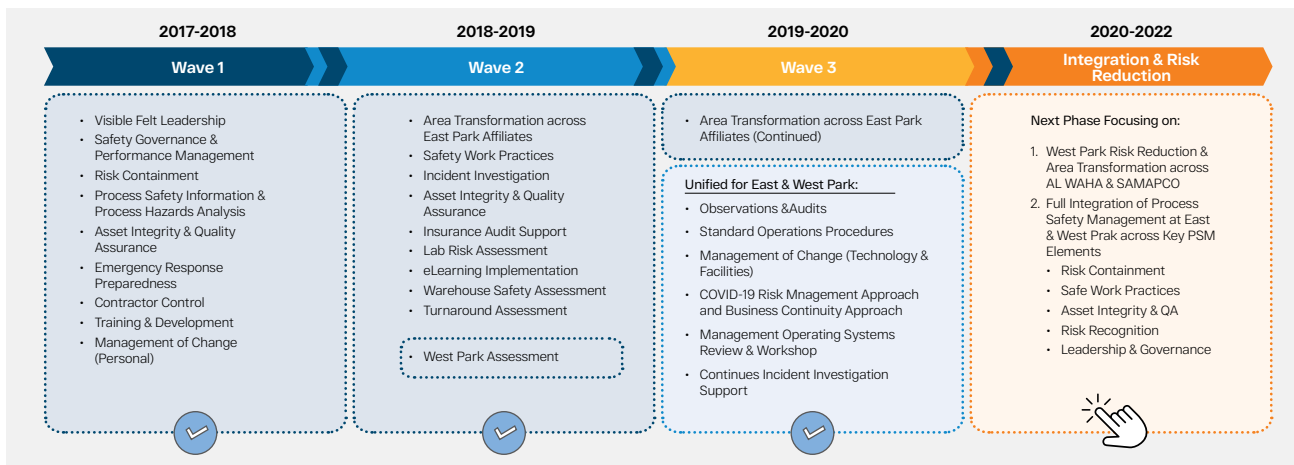 2017-2018
Wave 1
• Visible Felt Leadership
• Safety Governance &
Performance Management
• Risk Containment
• Process Safety Information &
Process Hazards Analysis
• Asset Integrity & Quality
Assurance
• Emergency Response
Preparedness
• Contractor Control
• Training & Development
• Management of Change
(Personal)
2018-2019
Wave 2
• Area Transformation across
East Park Affiliates
• Safety Work Practices
• Incident Investigation
• Asset Integrity & Quality
Assurance
• Insurance Audit Support
• Lab Risk Assessment
• eLearning Implementation
• Warehouse Safety Assessment
• Turnaround Assessment
• West Park Assessment
2019-2020
Wave 3
• Area Transformation across East Park
Affiliates (Continued)
Unified for East & West Park:
• Observations &Audits
• Standard Operations Procedures
• Management of Change (Technology &
Facilities)
• COVID-19 Risk Mnagement Approach
and Business Continuity Approach
• Management Operating Systems
Review & Workshop
• Continues Incident Investigation
Support
2020-2022
Integration & Risk
Reduction
Next Phase Focusing on:
1. West Park Risk Reduction &
Area Transformation across
AL WAHA & SAMAPCO
2. Full Integration of Process
Safety Management at East
& West Prak across Key PSM
Elements
• Risk Containment
• Safe Work Practices
• Asset Integrity & QA
• Risk Recognition
• Leadership & Governance